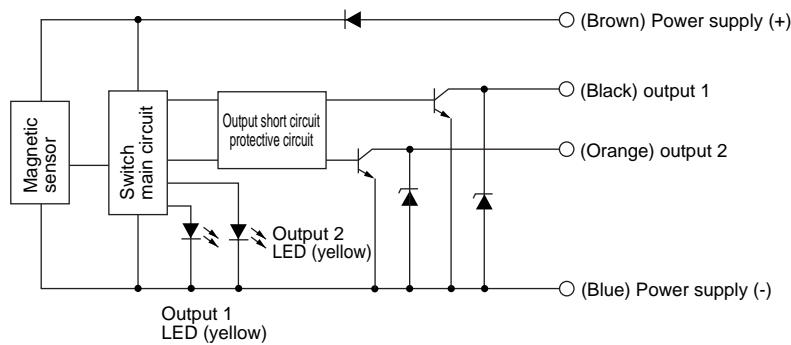 (Brown) Power supply (+)
(Black) output 1
Output short circuit
protective circuit
(Orange) output 2
Magnetic
sensor
Switch
main circuit
Output 2
LED (yellow)
(Blue) Power supply (-)
Output 1
LED (yellow)